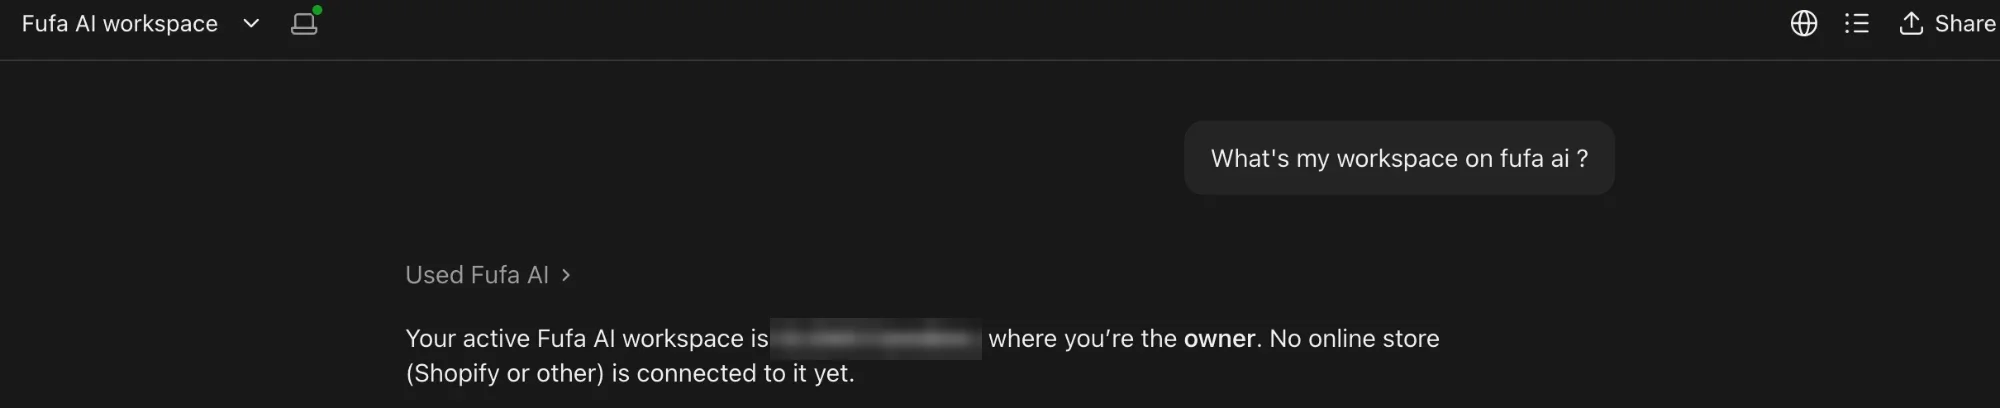 Fufa AI workspace
Share
What's my workspace on fufa ai ?
Used Fufa AI
Your active Fufa AI workspace is where you’re the owner. No online store
(Shopify or other) is connected to it yet.